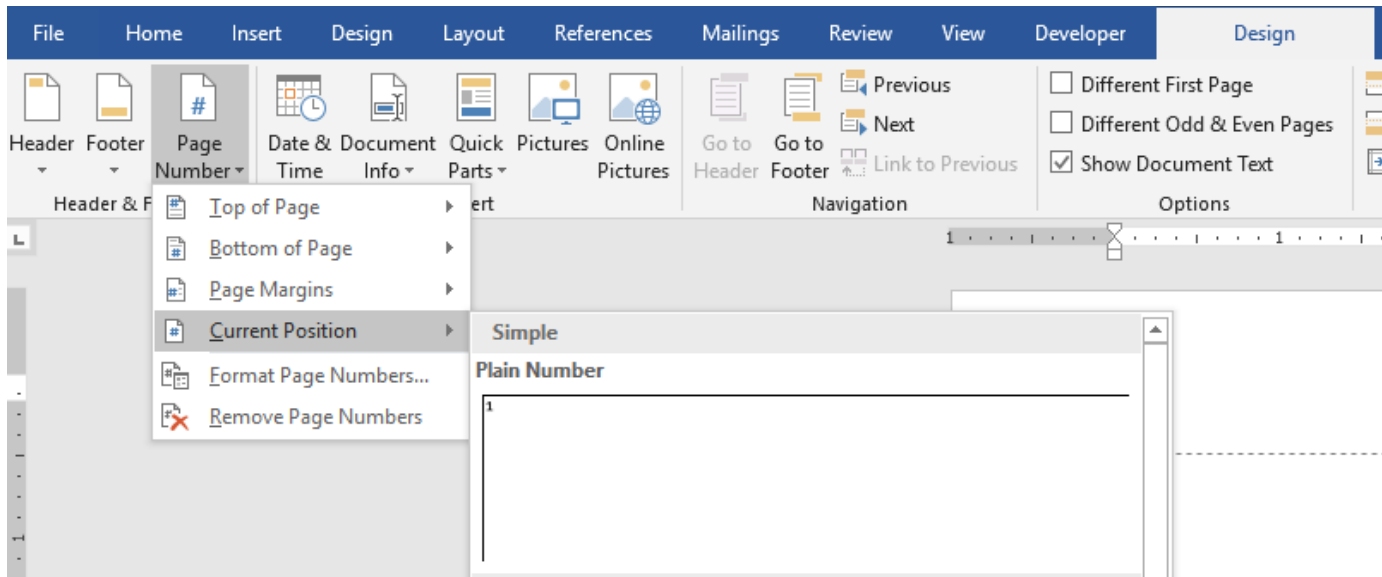 File Home Insert Design Layout References Mailings Review View Developer Design
Header Footer Page Number Date & Time Document Info Quick Parts Pictures Online Pictures Go to Header Go to Footer
Previous
Next
Link to Previous
Different First Page
Different Odd & Even Pages
Show Document Text
Header & F ert Navigation Options
Top of Page
Bottom of Page
Page Margins
Current Position
Format Page Numbers...
Remove Page Numbers
1 1
Simple
Plain Number
1
1